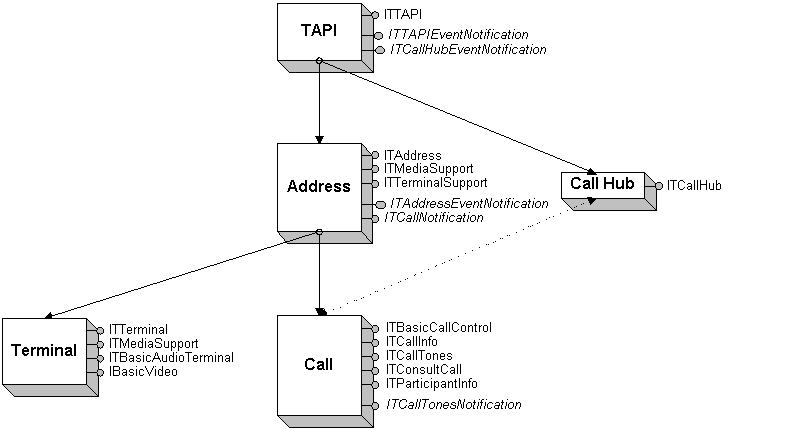 TAPI
ITTAPI
ITTAPIEventNotification
ITCallHubEventNotification
Address
ITAddress
ITMediaSupport
ITTerminalSupport
ITAddressEventNotification
ITCallNotification
Call Hub
ITCallHub
Terminal
ITTerminal
ITMediaSupport
ITBasicAudioTerminal
IBasicVideo
Call
ITBasicCallControl
ITCallInfo
ITCallTones
ITConsultCall
ITParticipantInfo
ITCallTonesNotification